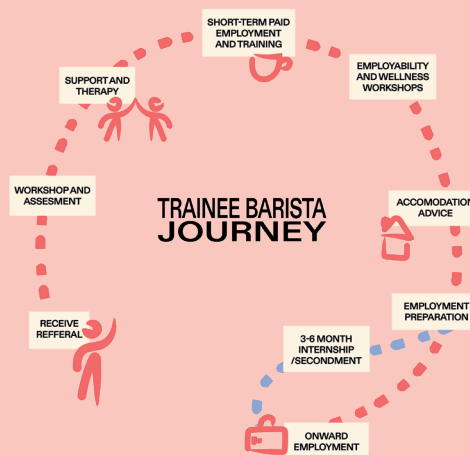 SHORT-TERM PAID
EMPLOYMENT
AND TRAINING
SUPPORT AND
THERAPY
EMPLOYABILITY
AND WELLNESS
WORKSHOPS
WORKSHOP AND
ASSESMENT
TRAINEE BARISTA
JOURNEY
ACCOMODATION
ADVICE
RECEIVE
REFFERAL
EMPLOYMENT
PREPARATION
3-6 MONTH
INTERNSHIP
/SECONDMENT
ONWARD
EMPLOYMENT